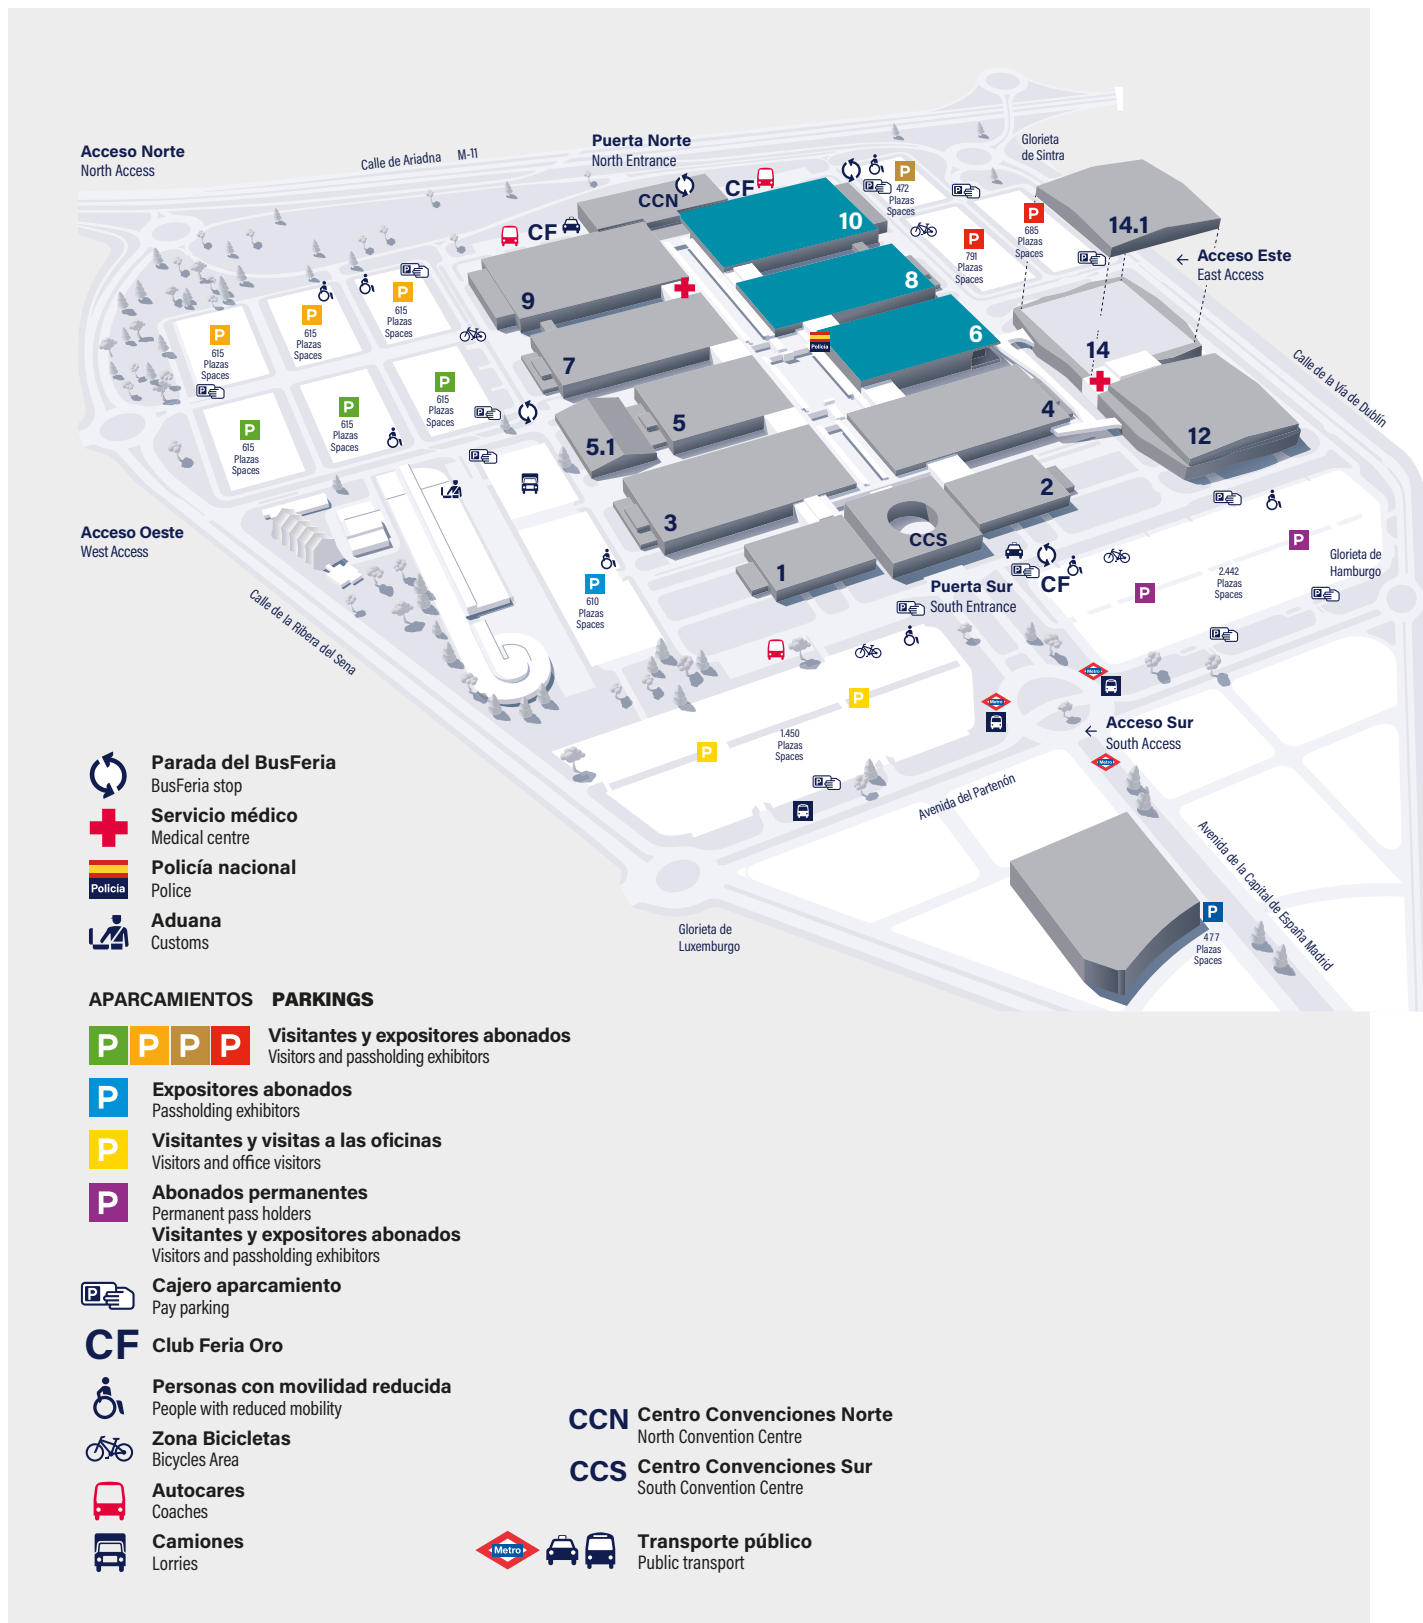 Acceso Norte
North Access
Calle de Ariadna M-11
Puerta Norte
North Entrance
Glorieta
de Sintra
CCN
CF
P
472
Plazas
Spaces
P
685
Plazas
Spaces
14.1
10
CF
P
791
Plazas
Spaces
Acceso Este
East Access
9
8
P
615
Plazas
Spaces
P
615
Plazas
Spaces
P
615
Plazas
Spaces
Policía
6
14
7
Calle de la Vía de Dublín
P
615
Plazas
Spaces
P
615
Plazas
Spaces
P
615
Plazas
Spaces
5
4
5.1
12
2
3
CCS
1
Acceso Oeste
West Access
Calle de la Ribera del Sena
P
610
Plazas
Spaces
Puerta Sur
South Entrance
CF
P
P
2.442
Plazas
Spaces
Glorieta de
Hamburgo
Metro
Metro
Metro
P
P
1.450
Plazas
Spaces
Acceso Sur
South Access
Avenida del Partenón
Avenida de la Capital de España Madrid
P
477
Plazas
Spaces
Glorieta de
Luxemburgo
Parada del BusFeria
BusFeria stop
Servicio médico
Medical centre
Policía
Policía nacional
Police
Aduana
Customs
APARCAMIENTOS PARKINGS
P P P P
Visitantes y expositores abonados
Visitors and passholding exhibitors
P
Expositores abonados
Passholding exhibitors
P
Visitantes y visitas a las oficinas
Visitors and office visitors
P
Abonados permanentes
Permanent pass holders
Visitantes y expositores abonados
Visitors and passholding exhibitors
P
Cajero aparcamiento
Pay parking
CF Club Feria Oro
Personas con movilidad reducida
People with reduced mobility
Zona Bicicletas
Bicycles Area
Autocares
Coaches
Camiones
Lorries
CCN Centro Convenciones Norte
North Convention Centre
CCS Centro Convenciones Sur
South Convention Centre
Metro
Transporte público
Public transport